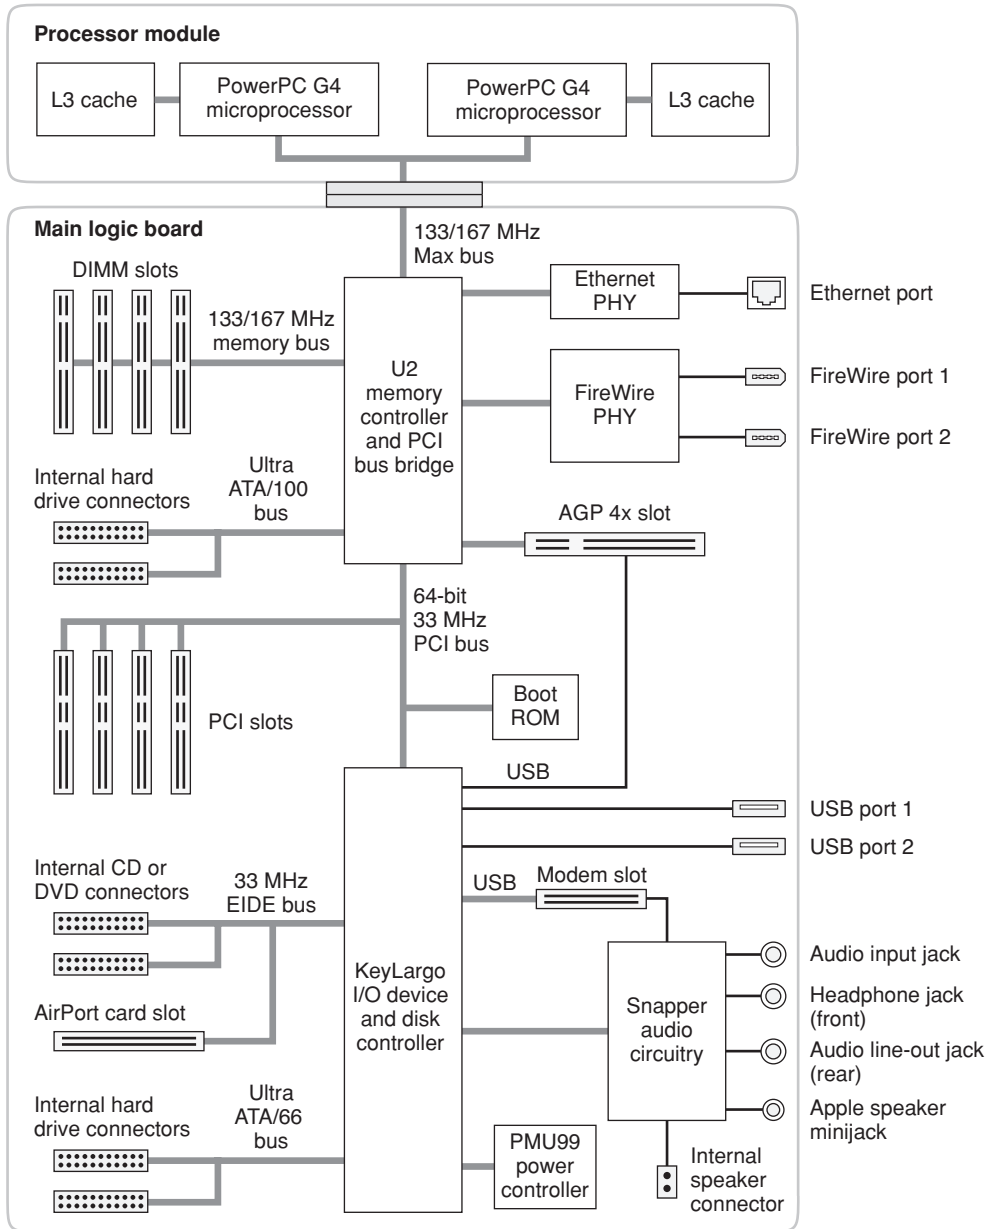 Processor module
L3 cache
PowerPC G4
microprocessor
PowerPC G4
microprocessor
L3 cache
Main logic board
133/167 MHz
Max bus
DIMM slots
133/167 MHz
memory bus
U2
memory
controller
and PCI
bus bridge
Ethernet
PHY
Ethernet port
FireWire
PHY
FireWire port 1
FireWire port 2
Internal hard
drive connectors
Ultra
ATA/100
bus
AGP 4x slot
64-bit
33 MHz
PCI bus
PCI slots
Boot
ROM
USB
USB port 1
USB port 2
Internal CD or
DVD connectors
33 MHz
EIDE bus
USB
Modem slot
KeyLargo
I/O device
and disk
controller
AirPort card slot
Snapper
audio
circuitry
Audio input jack
Headphone jack
(front)
Audio line-out jack
(rear)
Apple speaker
minijack
Internal hard
drive connectors
Ultra
ATA/66
bus
PMU99
power
controller
Internal
speaker
connector